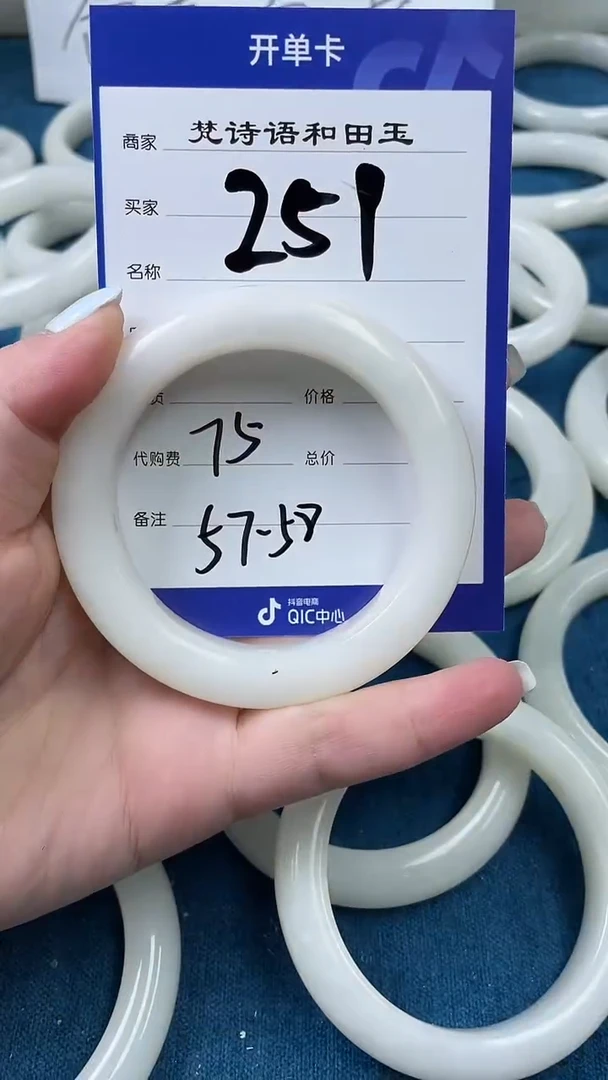 开单卡
商家 梵诗语和田玉
买家 251
名称
价格
代购费 75 总价
备注 57-58
抖音电商
QIC中心